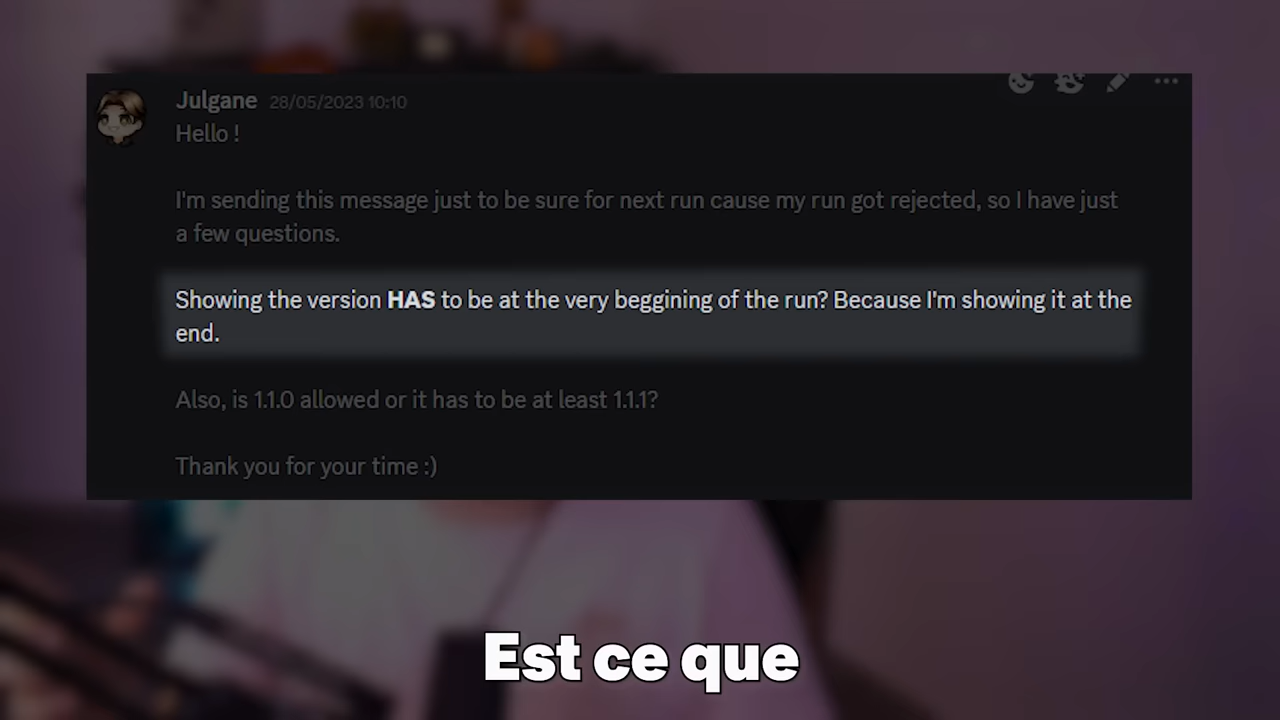 Julgane 28/05/2023 10:10
Hello !
I'm sending this message just to be sure for next run cause my run got rejected, so I have just
a few questions.
Showing the version HAS to be at the very beggining of the run? Because I'm showing it at the
end.
Also, is 1.1.0 allowed or it has to be at least 1.1.1?
Thank you for your time :)
Est ce que